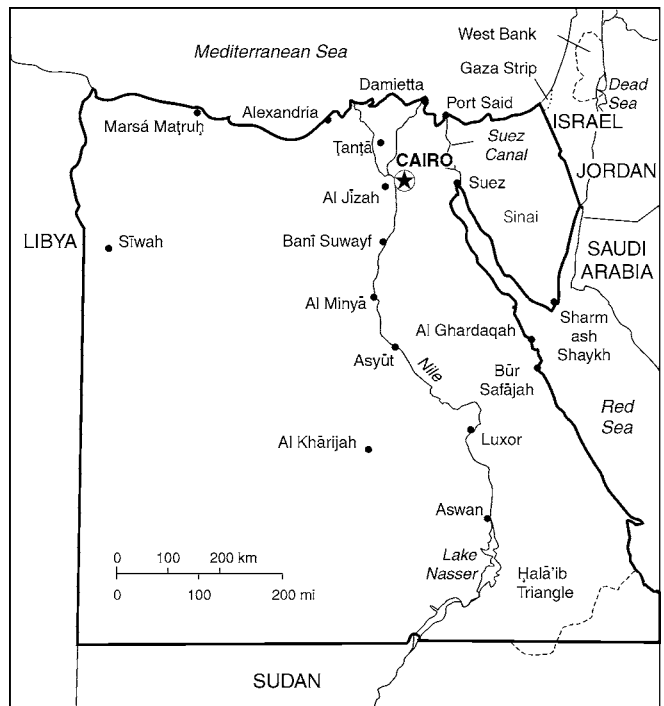 Mediterranean Sea
West Bank
Gaza Strip
Dead
Sea
Damietta
Port Said
Alexandria
Marsá Maţruḩ
ISRAEL
Suez
Canal
Ţanţā
CAIRO
JORDAN
Al Jīzah
Suez
Sinai
LIBYA
Sīwah
Banī Suwayf
SAUDI
ARABIA
Al Minyā
Al Ghardaqah
Sharm
ash
Shaykh
Asyūt
Nile
Būr
Safājah
Red
Sea
Al Khārijah
Luxor
Aswan
Lake
Nasser
Ḩalā'ib
Triangle
0 100 200 km
0 100 200 mi
SUDAN